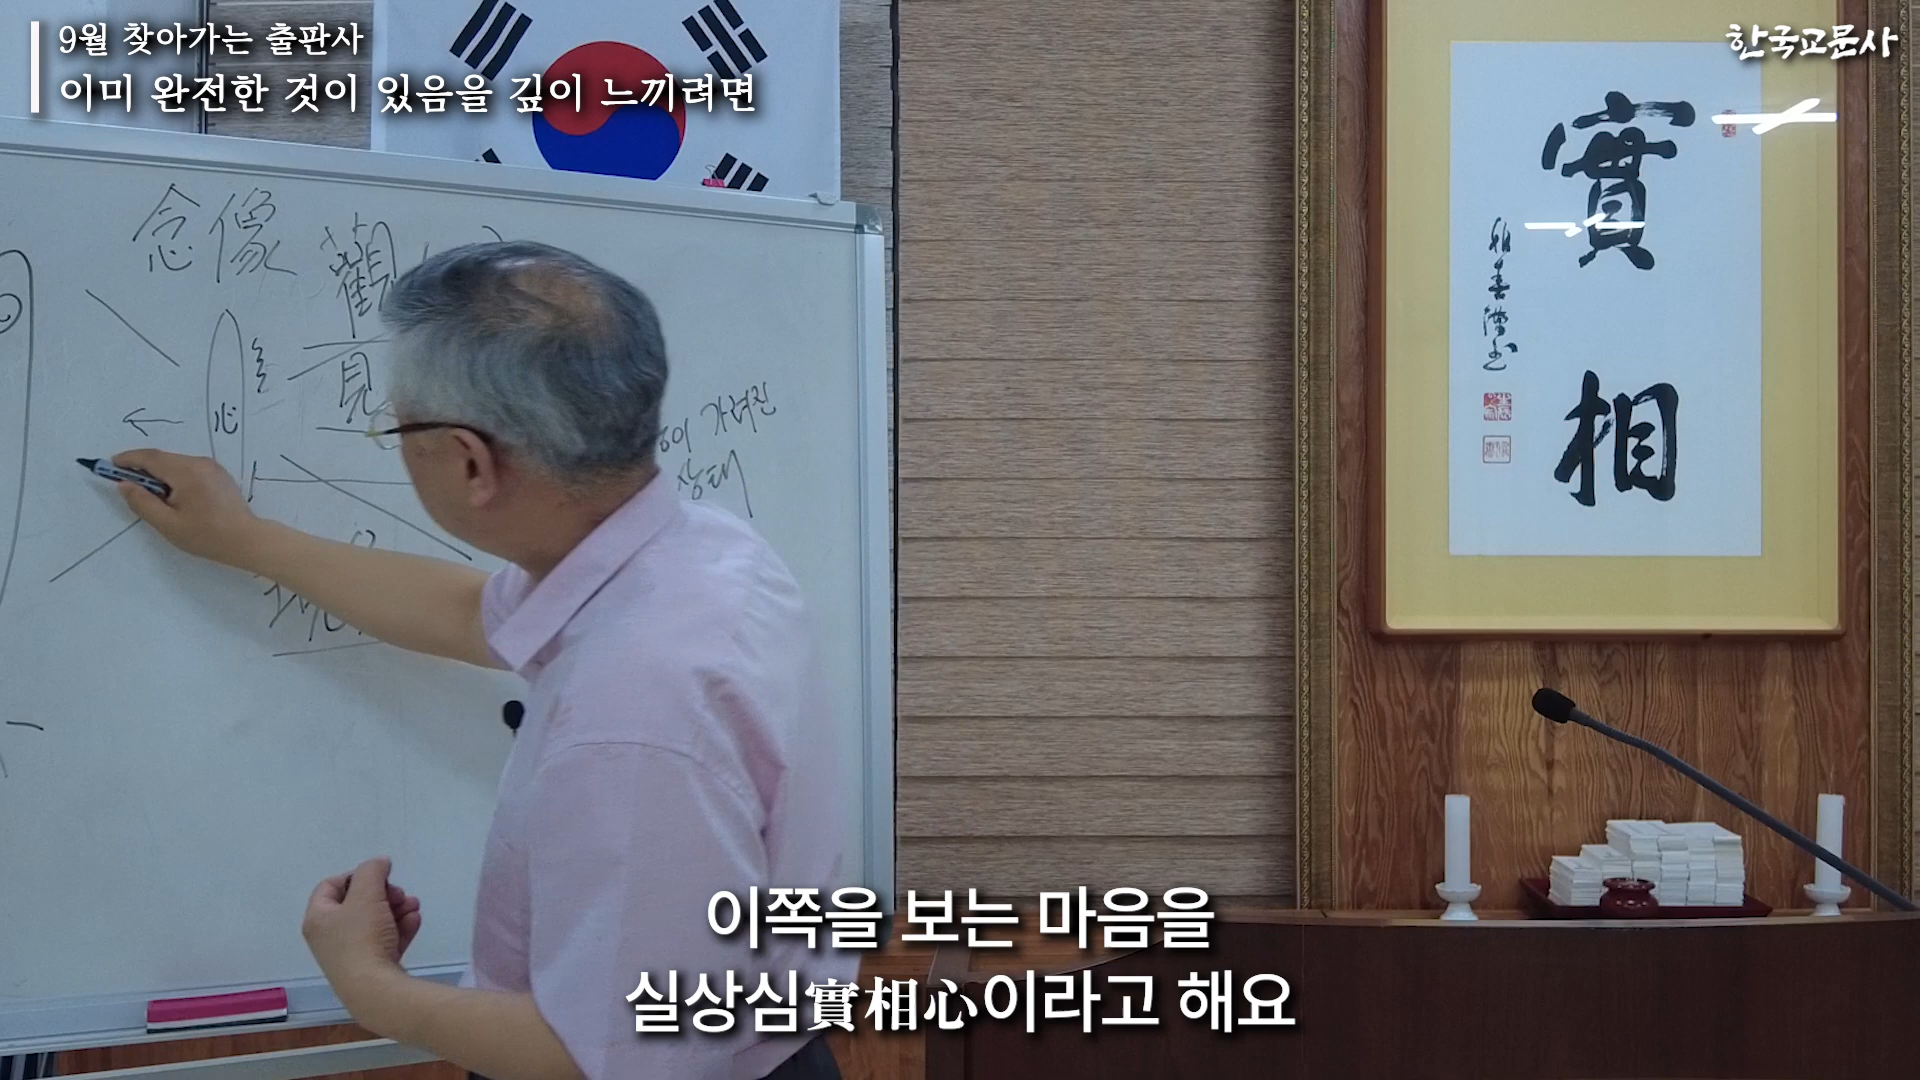 9월 찾아가는 출판사
이미 완전한 것이 있음을 깊이 느끼려면
한국교문사
念像 觀
見
心
이 가려진
상태
現
實
相
이쪽을 보는 마음을
실상심實相心이라고 해요